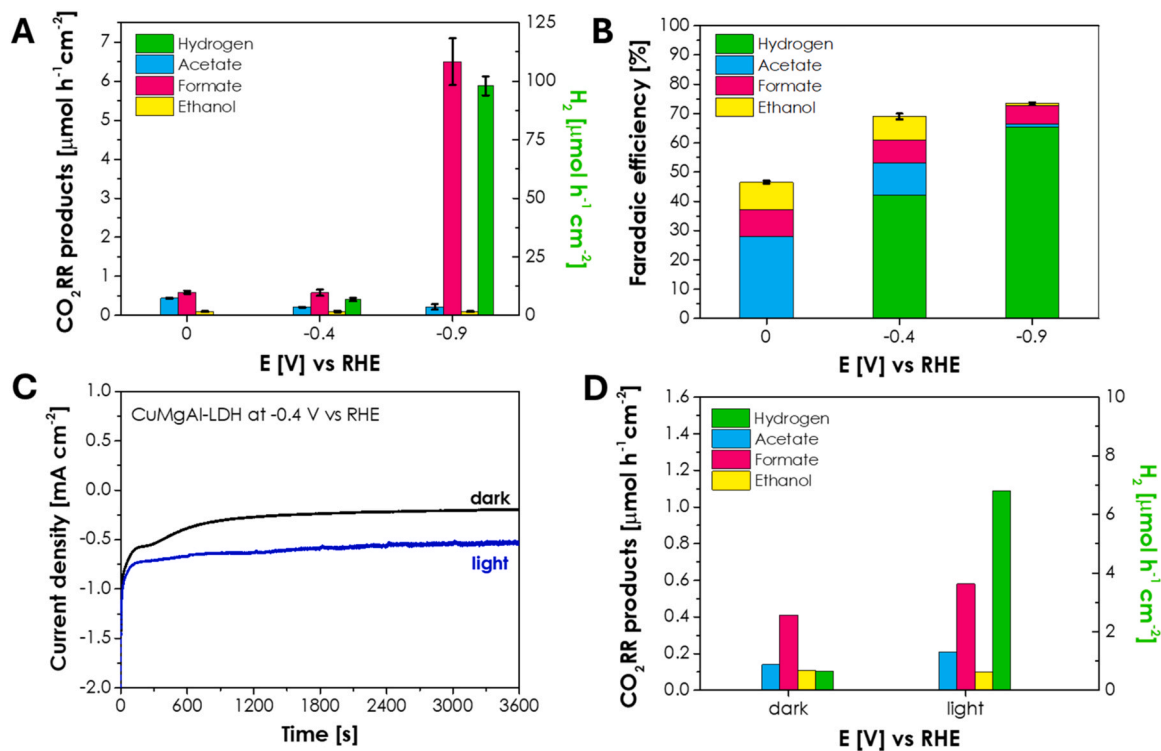 A
CO2RR products [μmol h-1 cm-2]
7
6
5
4
3
2
1
0
Hydrogen
Acetate
Formate
Ethanol
125
100
75
50
25
0
H2 [μmol h-1 cm-2]
0
-0.4
-0.9
E [V] vs RHE
B
Faradaic efficiency [%]
100
90
80
70
60
50
40
30
20
10
0
Hydrogen
Acetate
Formate
Ethanol
0
-0.4
-0.9
E [V] vs RHE
C
Current density [mA cm-2]
1.0
0.5
0.0
-0.5
-1.0
-1.5
-2.0
CuMgAl-LDH at -0.4 V vs RHE
dark
light
0
600
1200
1800
2400
3000
3600
Time [s]
D
CO2RR products [μmol h-1 cm-2]
1.6
1.4
1.2
1.0
0.8
0.6
0.4
0.2
0.0
Hydrogen
Acetate
Formate
Ethanol
10
8
6
4
2
0
H2 [μmol h-1 cm-2]
dark
light
E [V] vs RHE